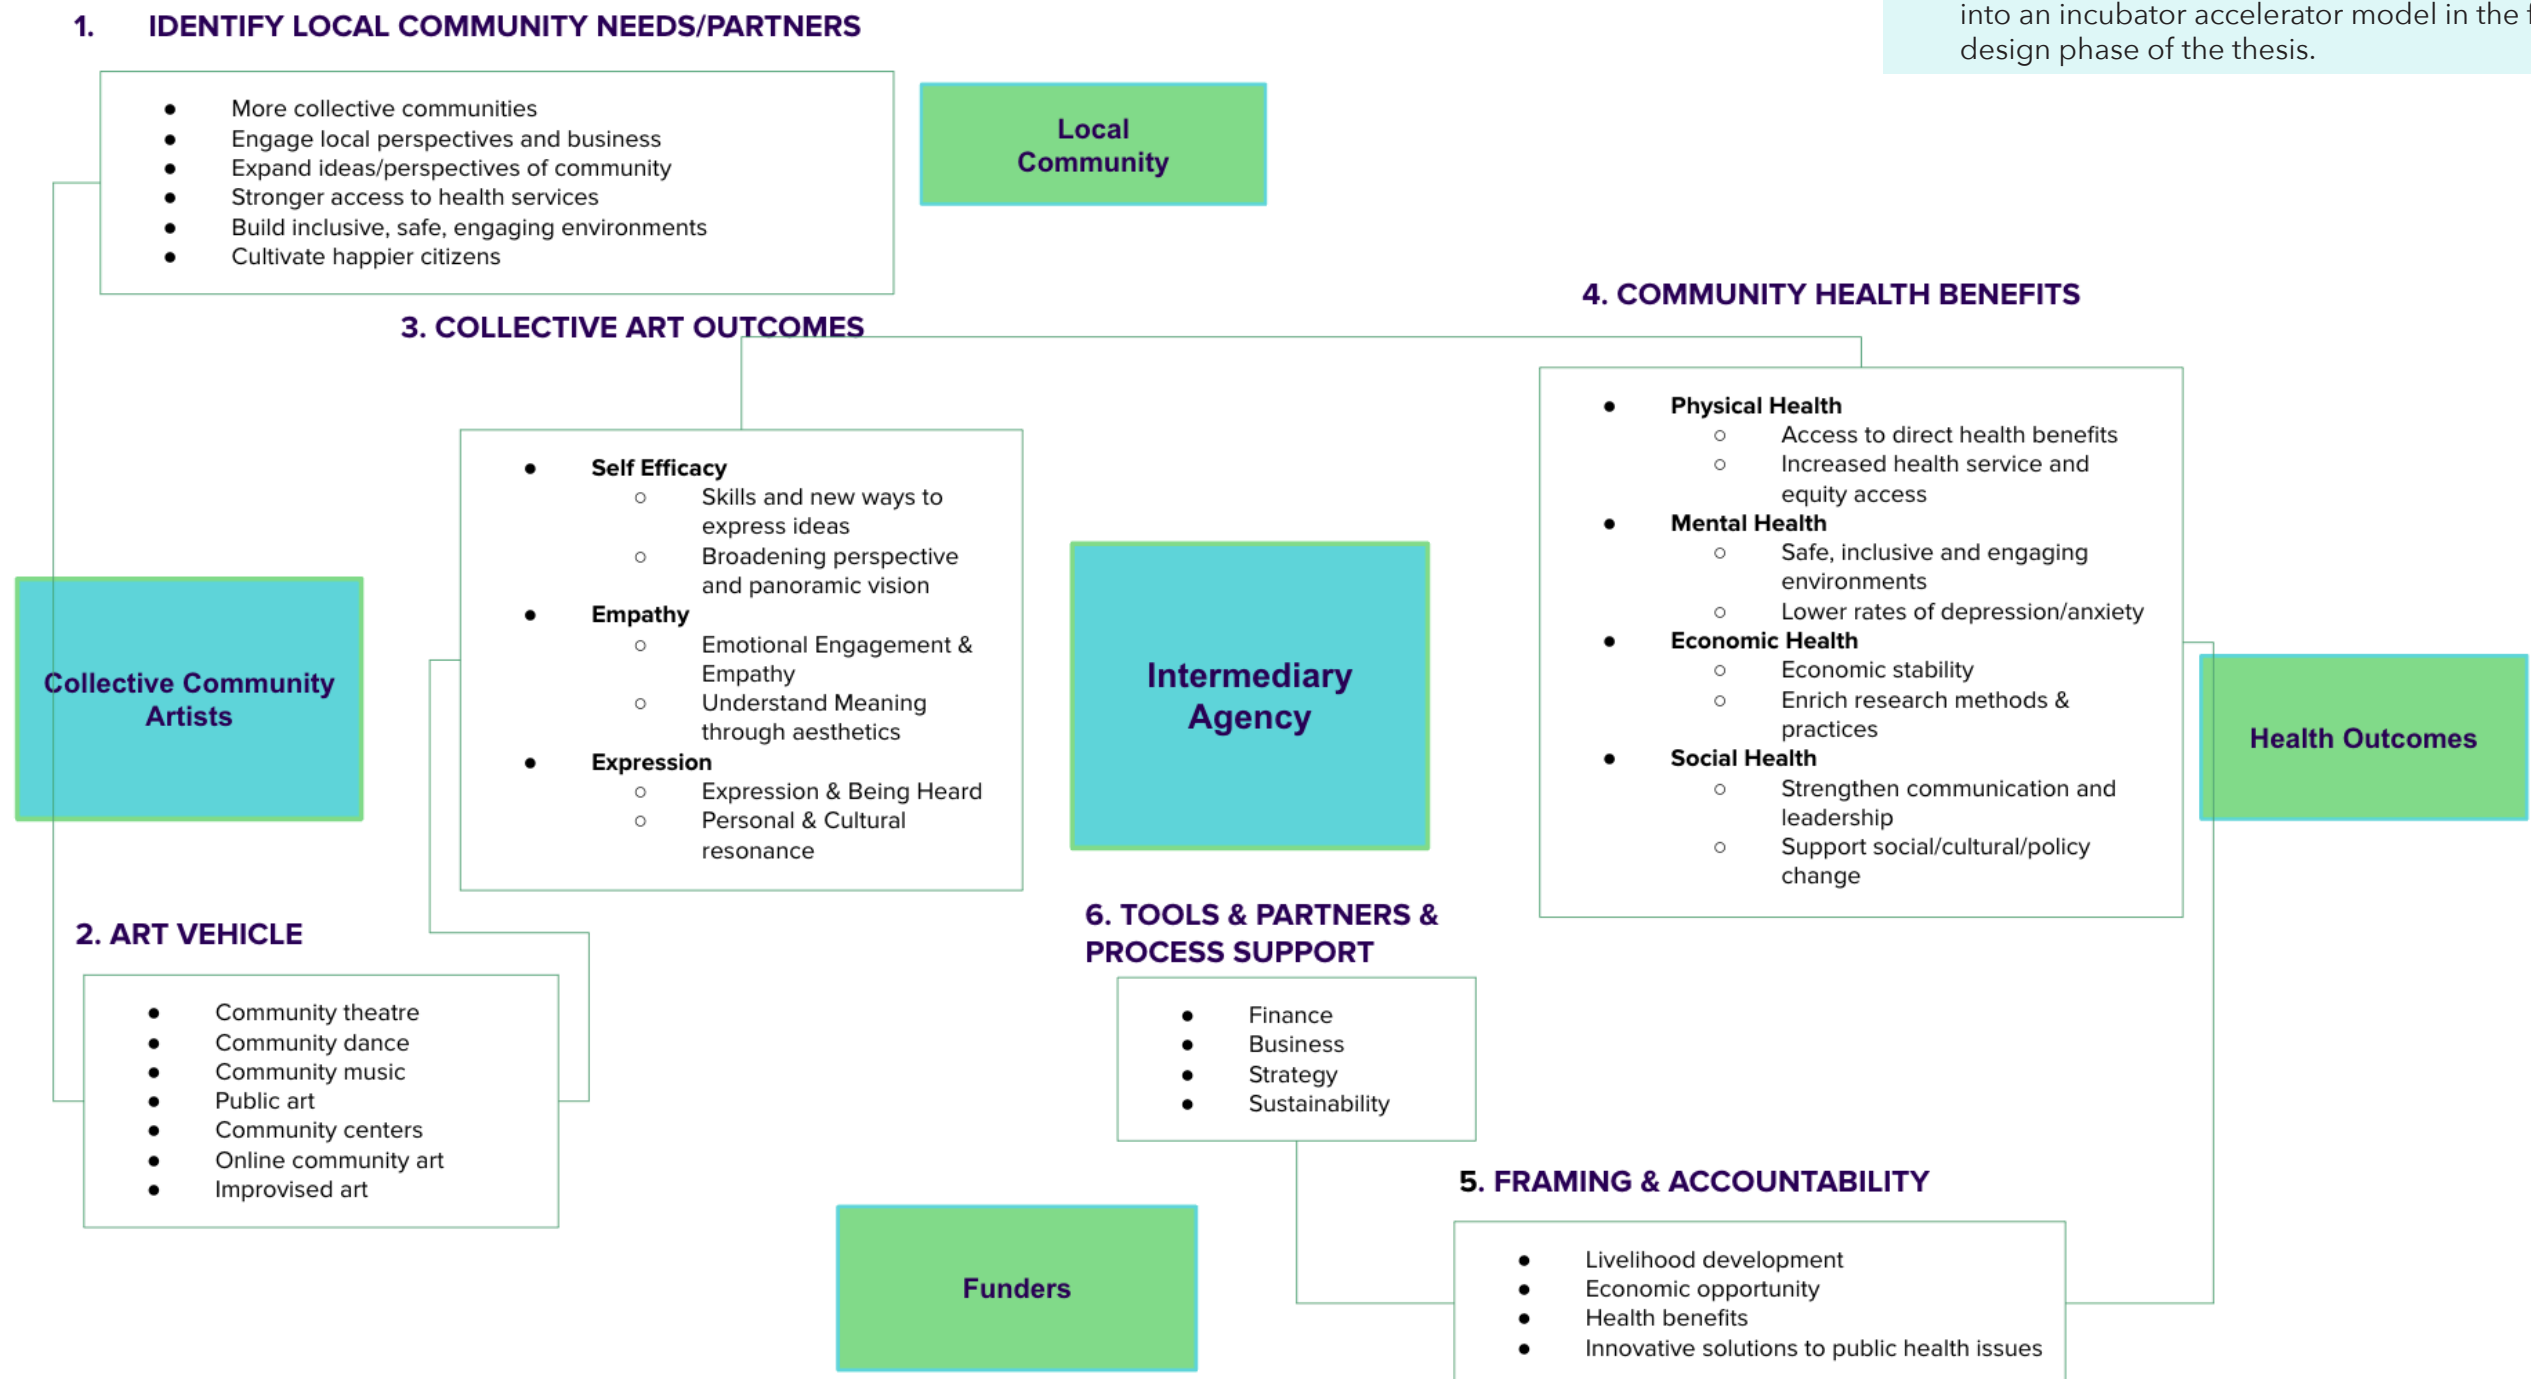 into an incubator accelerator model in the
design phase of the thesis.
1. IDENTIFY LOCAL COMMUNITY NEEDS/PARTNERS
● More collective communities
● Engage local perspectives and business
● Expand ideas/perspectives of community
● Stronger access to health services
● Build inclusive, safe, engaging environments
● Cultivate happier citizens
Local
Community
3. COLLECTIVE ART OUTCOMES
● Self Efficacy
○ Skills and new ways to
express ideas
○ Broadening perspective
and panoramic vision
● Empathy
○ Emotional Engagement &
Empathy
○ Understand Meaning
through aesthetics
● Expression
○ Expression & Being Heard
○ Personal & Cultural
resonance
4. COMMUNITY HEALTH BENEFITS
● Physical Health
○ Access to direct health benefits
○ Increased health service and
equity access
● Mental Health
○ Safe, inclusive and engaging
environments
○ Lower rates of depression/anxiety
● Economic Health
○ Economic stability
○ Enrich research methods &
practices
● Social Health
○ Strengthen communication and
leadership
○ Support social/cultural/policy
change
Collective Community
Artists
Intermediary
Agency
Health Outcomes
2. ART VEHICLE
● Community theatre
● Community dance
● Community music
● Public art
● Community centers
● Online community art
● Improvised art
6. TOOLS & PARTNERS &
PROCESS SUPPORT
● Finance
● Business
● Strategy
● Sustainability
Funders
5. FRAMING & ACCOUNTABILITY
● Livelihood development
● Economic opportunity
● Health benefits
● Innovative solutions to public health issues